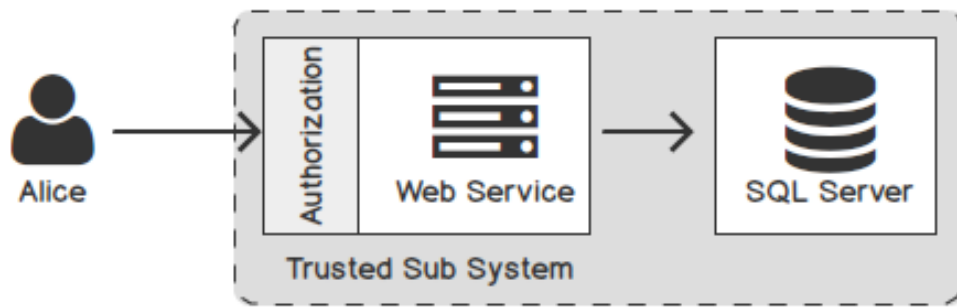 Alice
Authorization
Web Service
SQL Server
Trusted Sub System